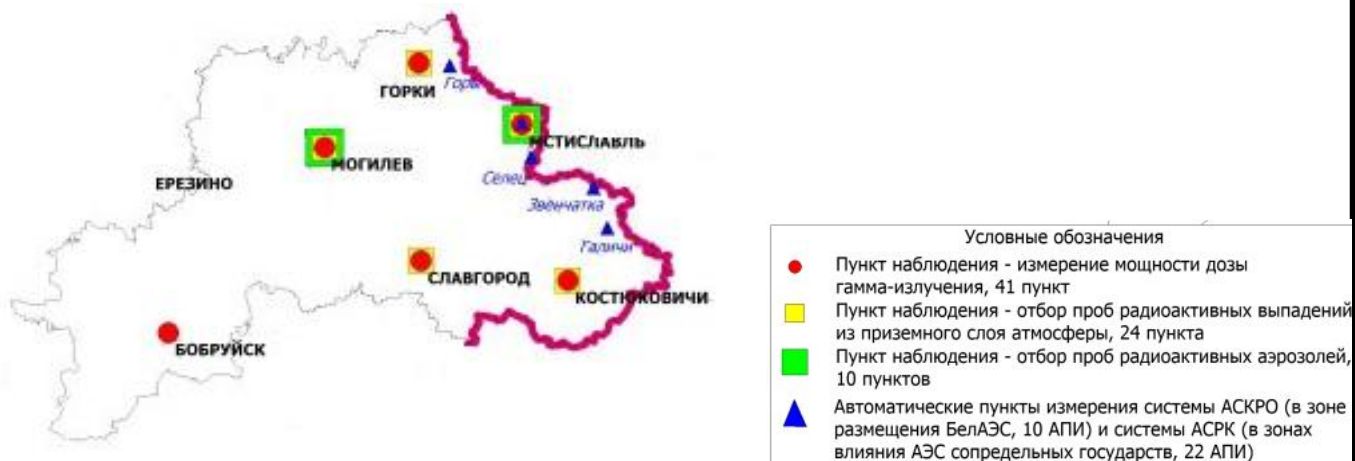 ГОРКИ
Горы
МСТИСЛАВЛЬ
МОГИЛЕВ
ЕРЕЗИНО
Селец
Звенчатка
Галичи
СЛАВГОРОД
КОСТЮКОВИЧИ
БОБРУЙСК
Условные обозначения
Пункт наблюдения - измерение мощности дозы
гамма-излучения, 41 пункт
Пункт наблюдения - отбор проб радиоактивных выпадений
из приземного слоя атмосферы, 24 пункта
Пункт наблюдения - отбор проб радиоактивных аэрозолей,
10 пунктов
Автоматические пункты измерения системы АСКРО (в зоне
размещения БелАЭС, 10 АПИ) и системы АСРК (в зонах
влияния АЭС сопредельных государств, 22 АПИ)